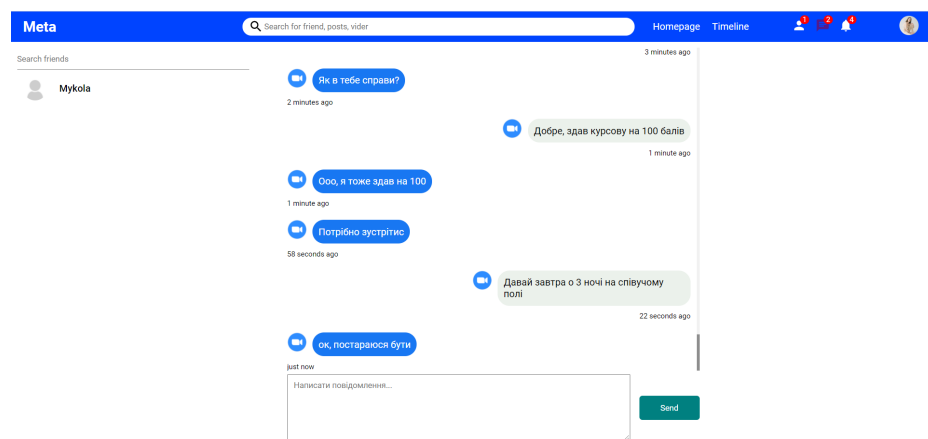 Meta
Search for friend, posts, vider
Homepage Timeline
1
2
4
Search friends
Mykola
3 minutes ago
Як в тебе справи?
2 minutes ago
Добре, здав курсову на 100 балів
1 minute ago
Ооо, я тоже здав на 100
1 minute ago
Потрібно зустрітис
58 seconds ago
Давай завтра о 3 ночі на співучому
полі
22 seconds ago
ок, постараюся бути
just now
Написати повідомлення...
Send